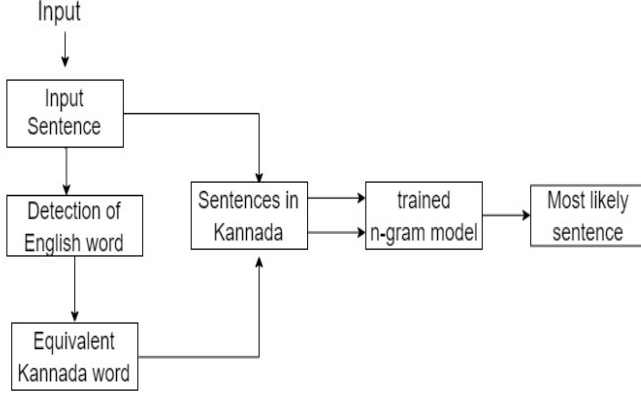 Input
Input
Sentence
Detection of
English word
Equivalent
Kannada word
Sentences in
Kannada
trained
n-gram model
Most likely
sentence